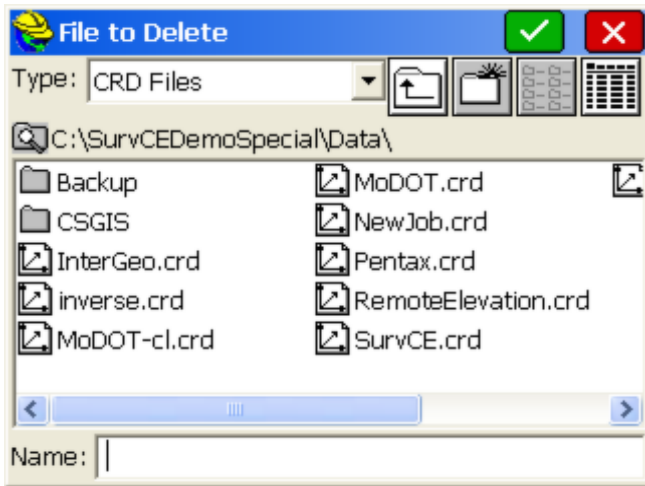 File to Delete
Type: CRD Files
C:\SurvCEDemoSpecial\Data\
Backup
CSGIS
InterGeo.crd
inverse.crd
MoDOT-cl.crd
MoDOT.crd
NewJob.crd
Pentax.crd
RemoteElevation.crd
SurvCE.crd
Name: